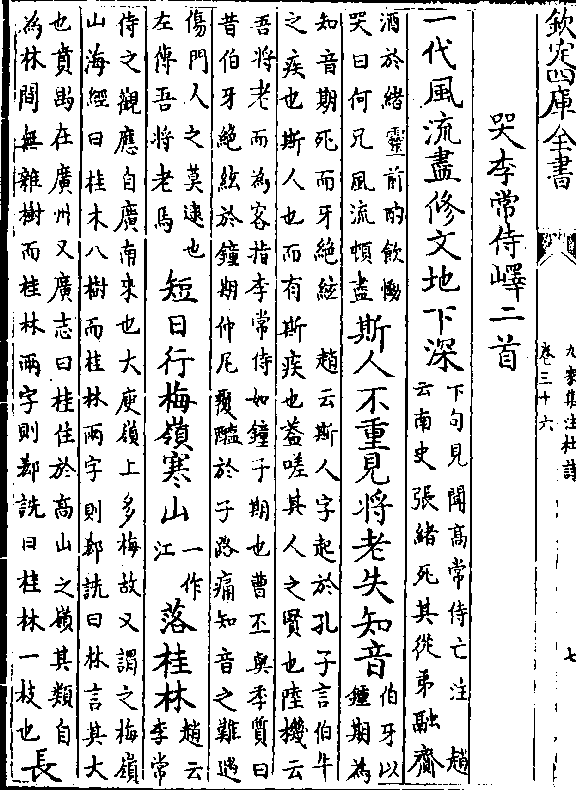 欽定四庫全書
九家集注杜詩
卷三十六
七
哭李常侍嶧二首
一代風流盡修文地下深
下句見聞髙常侍亡注 趙
云南史張緒死其從弟融齎
酒於緒靈前酌飲慟
哭曰何兄風流頓盡
斯人不重見將老失知音
伯牙以
鍾期為
知音期死而牙絶絃 趙云斯人字起於孔子言伯牛
之疾也斯人也而有斯疾也蓋嗟其人之賢也陸機云
吾將老而為客指李常侍如鐘子期也曹丕與季質曰
昔伯牙絶絃於鐘期仲尼覆醢於子路痛知音之難遇
傷門人之莫逮也
左傳吾將老焉
短日行梅嶺寒山
一作
江
落桂林
趙云
李常
侍之觀應自廣南來也大庾嶺上多梅故又謂之梅嶺
山海經曰桂木八樹而桂林兩字則郄詵曰林言其大
也賁禺在廣州又廣志曰桂住於髙山之嶺其類自
為林間無雜樹而桂林兩字則郄詵曰桂林一枝也
長